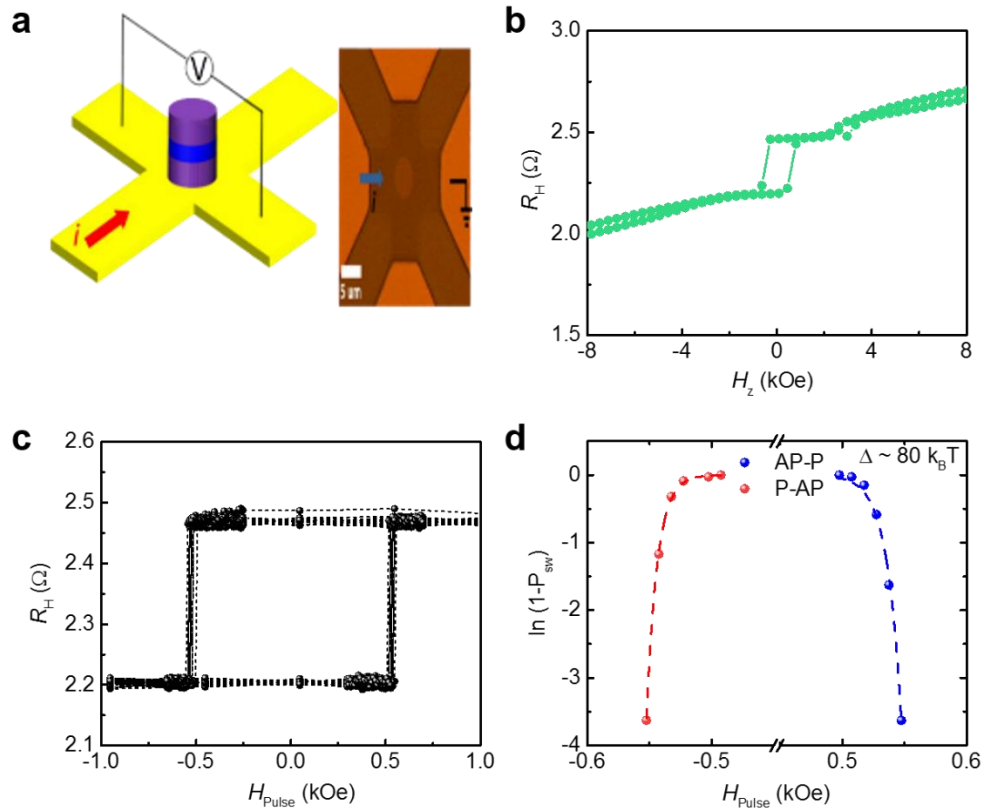 a
V
i
i
5 um
b
R_H (Ω)
3.0
2.5
2.0
1.5
-8 -4 0 4 8
H_z (kOe)
c
R_H (Ω)
2.6
2.5
2.4
2.3
2.2
2.1
-1.0 -0.5 0.0 0.5 1.0
H_Pulse (kOe)
d
ln (1-P_sw)
0
-1
-2
-3
-4
AP-P
P-AP
Δ ~ 80 k_BT
-0.6 -0.5 0.5 0.6
H_Pulse (kOe)